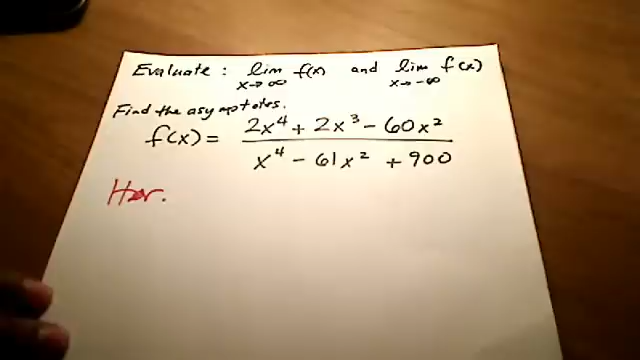 Evaluate: lim x→∞ f(x) and lim x→-∞ f(x)
Find the asymptotes.
f(x) = (2x⁴ + 2x³ - 60x²) / (x⁴ - 61x² + 900)
Hor.